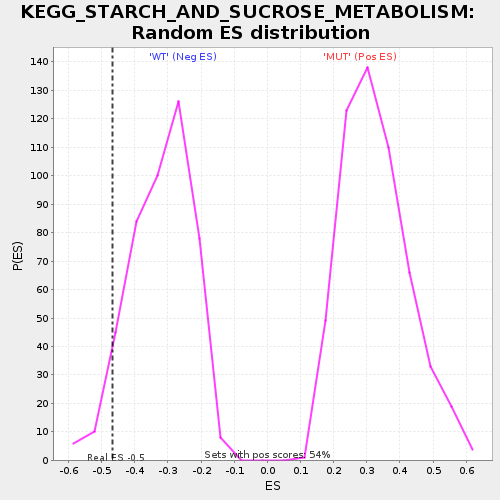 KEGG_STARCH_AND_SUCROSE_METABOLISM:
Random ES distribution
'WT' (Neg ES) 'MUT' (Pos ES)
140
130
120
110
100
90
80
70
60
50
40
30
20
10
0
P(ES)
Real ES -0.5
Sets with pos scores: 54%
-0.6 -0.5 -0.4 -0.3 -0.2 -0.1 0.0 0.1 0.2 0.3 0.4 0.5 0.6
ES